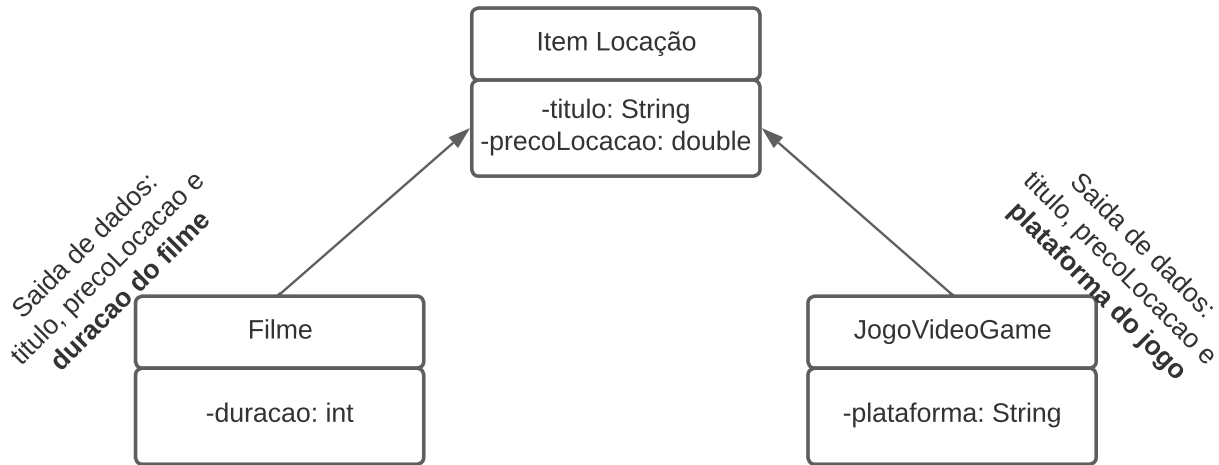 Item Locação
-titulo: String
-precoLocacao: double
Saida de dados:
titulo, precoLocacao e
duracao do filme
Saida de dados:
titulo, precoLocacao e
plataforma do jogo
Filme
-duracao: int
JogoVideoGame
-plataforma: String